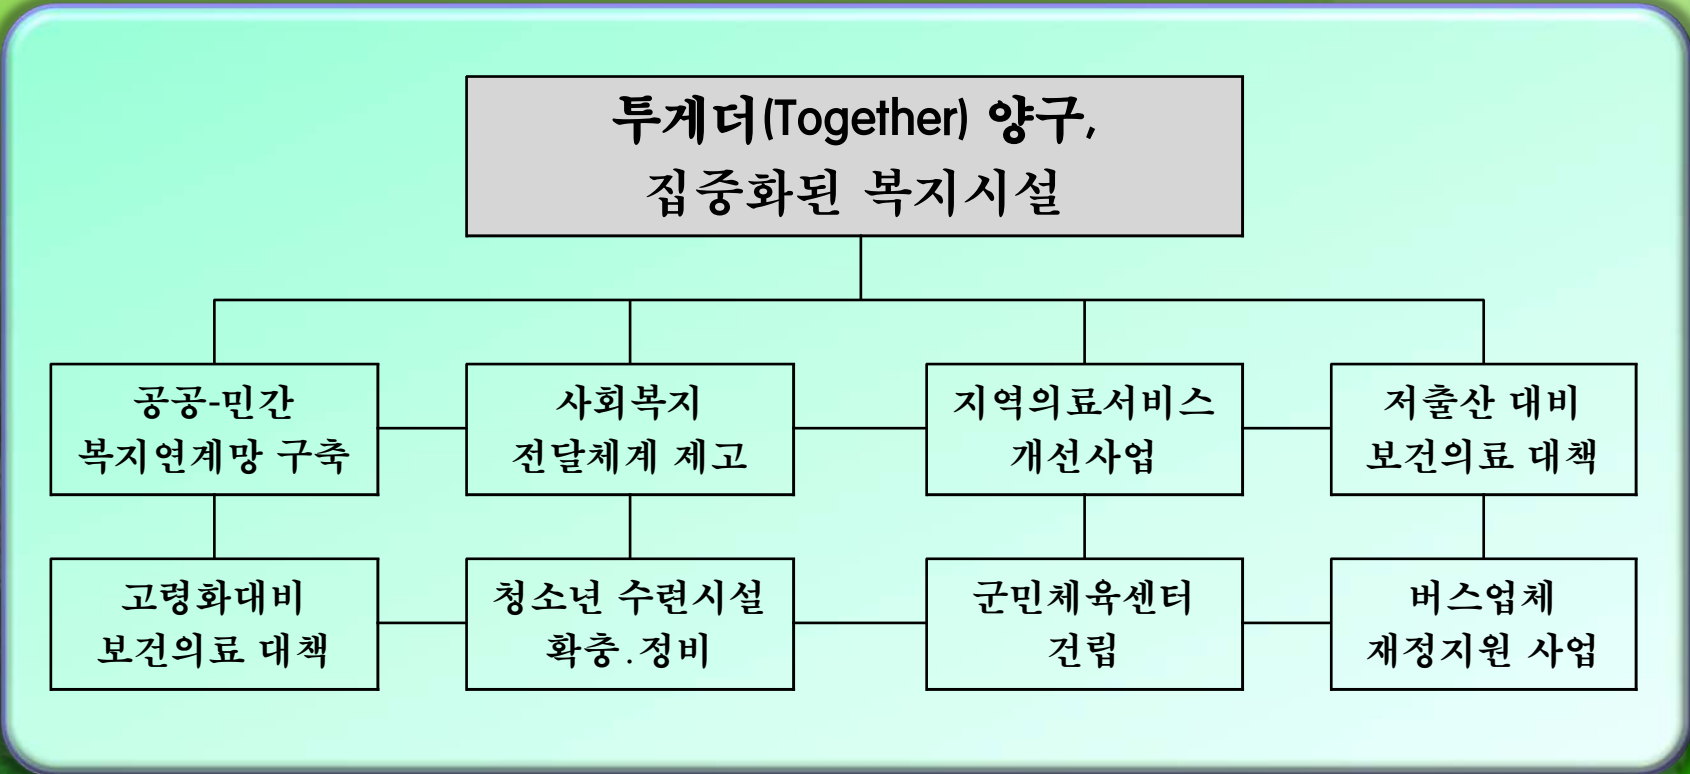 투게더(Together) 양구,
집중화된 복지시설
공공-민간
복지연계망 구축
사회복지
전달체계 제고
지역의료서비스
개선사업
저출산 대비
보건의료 대책
고령화대비
보건의료 대책
청소년 수련시설
확충.정비
군민체육센터
건립
버스업체
재정지원 사업